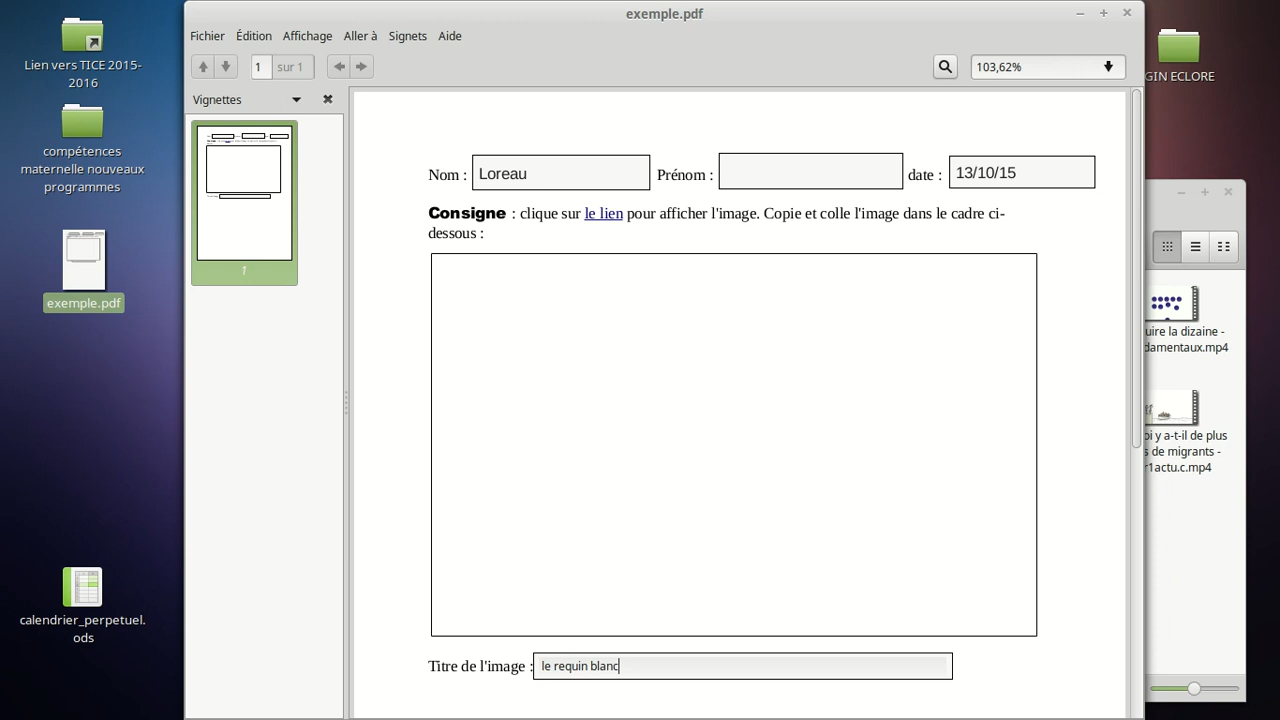 exemple.pdf
Fichier Édition Affichage Aller à Signets Aide
1 sur 1
103,62%
Vignettes
1
Nom : Loreau Prénom : date : 13/10/15
Consigne : clique sur le lien pour afficher l'image. Copie et colle l'image dans le cadre ci-
dessous :
Titre de l'image : le requin blanc
Lien vers TICE 2015-
2016
compétences
maternelle nouveaux
programmes
exemple.pdf
calendrier_perpetuel.
ods
GIN ECLORE
uire la dizaine -
damentaux.mp4
oi y a-t-il de plus
s de migrants -
r1actu.c.mp4